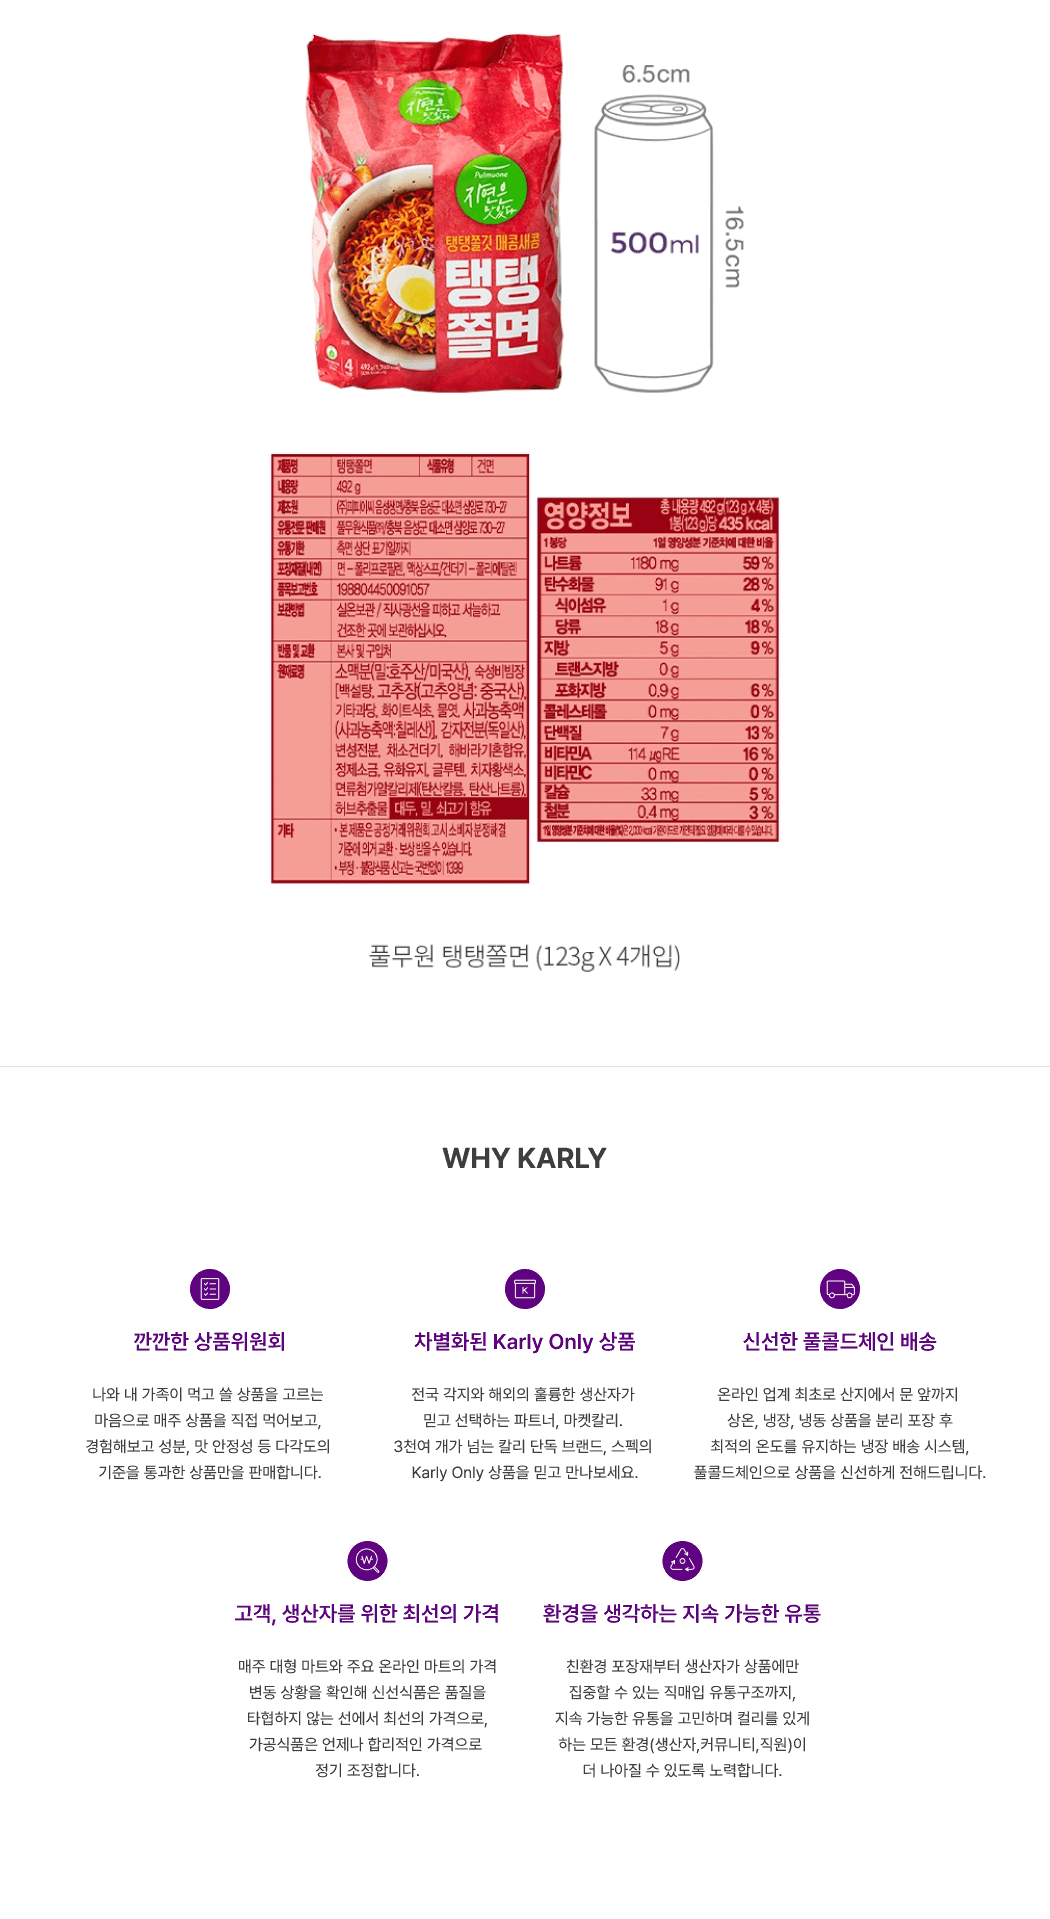 Pulmuone
자연은
맛있다
Pulmuone
자연은
맛있다
탱탱쫄깃 매콤새콤
탱탱
쫄면
4
6.5cm
500ml
16.5cm
제품명 탱탱쫄면 식품유형 건면
내용량 492 g
제조원 (주)피피이씨 음성생면/충북 음성군 대소면 삼양로 730-27
유통전문 판매원 풀무원식품㈜/충북 음성군 대소면 삼양로 730-27
유통기한 측면 상단 표기일까지
포장재질(내면) 면-폴리프로필렌, 액상스프/건더기-폴리에틸렌
품목보고번호 198804450091057
보관방법 실온보관 / 직사광선을 피하고 서늘하고
건조한 곳에 보관하십시오.
반품 및 교환 본사 및 구입처
원재료명 소맥분(밀:호주산/미국산), 숙성비빔장
[백설탕, 고추장(고추양념: 중국산),
기타과당, 화이트식초, 물엿, 사과농축액
(사과농축액:칠레산)], 감자전분(독일산),
변성전분, 채소건더기, 해바라기혼합유,
정제소금, 유화유지, 글루텐, 치자황색소,
면류첨가알칼리제(탄산칼륨, 탄산나트륨),
허브추출물 대두, 밀, 쇠고기 함유
기타 • 본 제품은 공정거래위원회 고시 소비자분쟁해결
기준에 의거 교환·보상 받을 수 있습니다.
• 부정·불량식품 신고는 국번없이 1399
영양정보 총 내용량 492 g(123 g X 4봉)
1봉(123 g)당 435 kcal
1봉당 1일 영양성분 기준치에 대한 비율
나트륨 1180 mg 59 %
탄수화물 91 g 28 %
식이섬유 1 g 4 %
당류 18 g 18 %
지방 5 g 9 %
트랜스지방 0 g
포화지방 0.9 g 6 %
콜레스테롤 0 mg 0 %
단백질 7 g 13 %
비타민A 114 ㎍RE 16 %
비타민C 0 mg 0 %
칼슘 33 mg 5 %
철분 0.4 mg 3 %
1일 영양성분 기준치에 대한 비율(%)은 2,000 kcal 기준이므로 개인의 필요 열량에 따라 다를 수 있습니다.
풀무원 탱탱쫄면 (123g X 4개입)
WHY KARLY
깐깐한 상품위원회
나와 내 가족이 먹고 쓸 상품을 고르는
마음으로 매주 상품을 직접 먹어보고,
경험해보고 성분, 맛 안정성 등 다각도의
기준을 통과한 상품만을 판매합니다.
K
차별화된 Karly Only 상품
전국 각지와 해외의 훌륭한 생산자가
믿고 선택하는 파트너, 마켓칼리.
3천여 개가 넘는 칼리 단독 브랜드, 스펙의
Karly Only 상품을 믿고 만나보세요.
신선한 풀콜드체인 배송
온라인 업계 최초로 산지에서 문 앞까지
상온, 냉장, 냉동 상품을 분리 포장 후
최적의 온도를 유지하는 냉장 배송 시스템,
풀콜드체인으로 상품을 신선하게 전해드립니다.
W
고객, 생산자를 위한 최선의 가격
매주 대형 마트와 주요 온라인 마트의 가격
변동 상황을 확인해 신선식품은 품질을
타협하지 않는 선에서 최선의 가격으로,
가공식품은 언제나 합리적인 가격으로
정기 조정합니다.
환경을 생각하는 지속 가능한 유통
친환경 포장재부터 생산자가 상품에만
집중할 수 있는 직매입 유통구조까지,
지속 가능한 유통을 고민하며 컬리를 있게
하는 모든 환경(생산자,커뮤니티,직원)이
더 나아질 수 있도록 노력합니다.